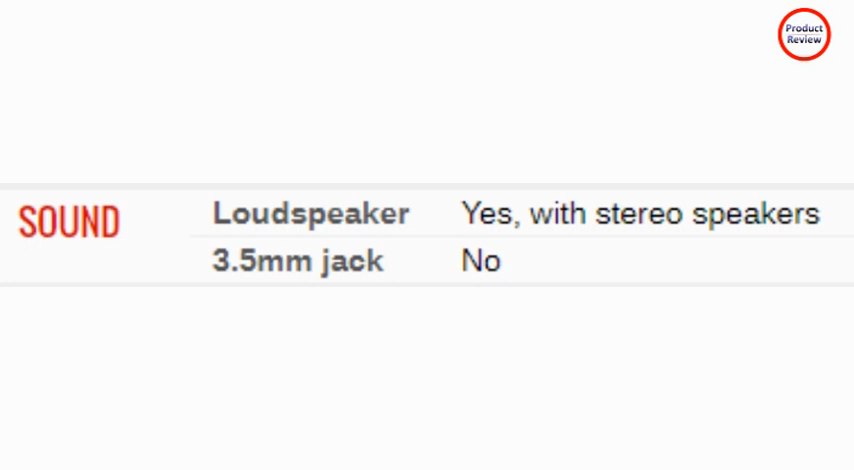 Product
Review
SOUND Loudspeaker Yes, with stereo speakers
3.5mm jack No